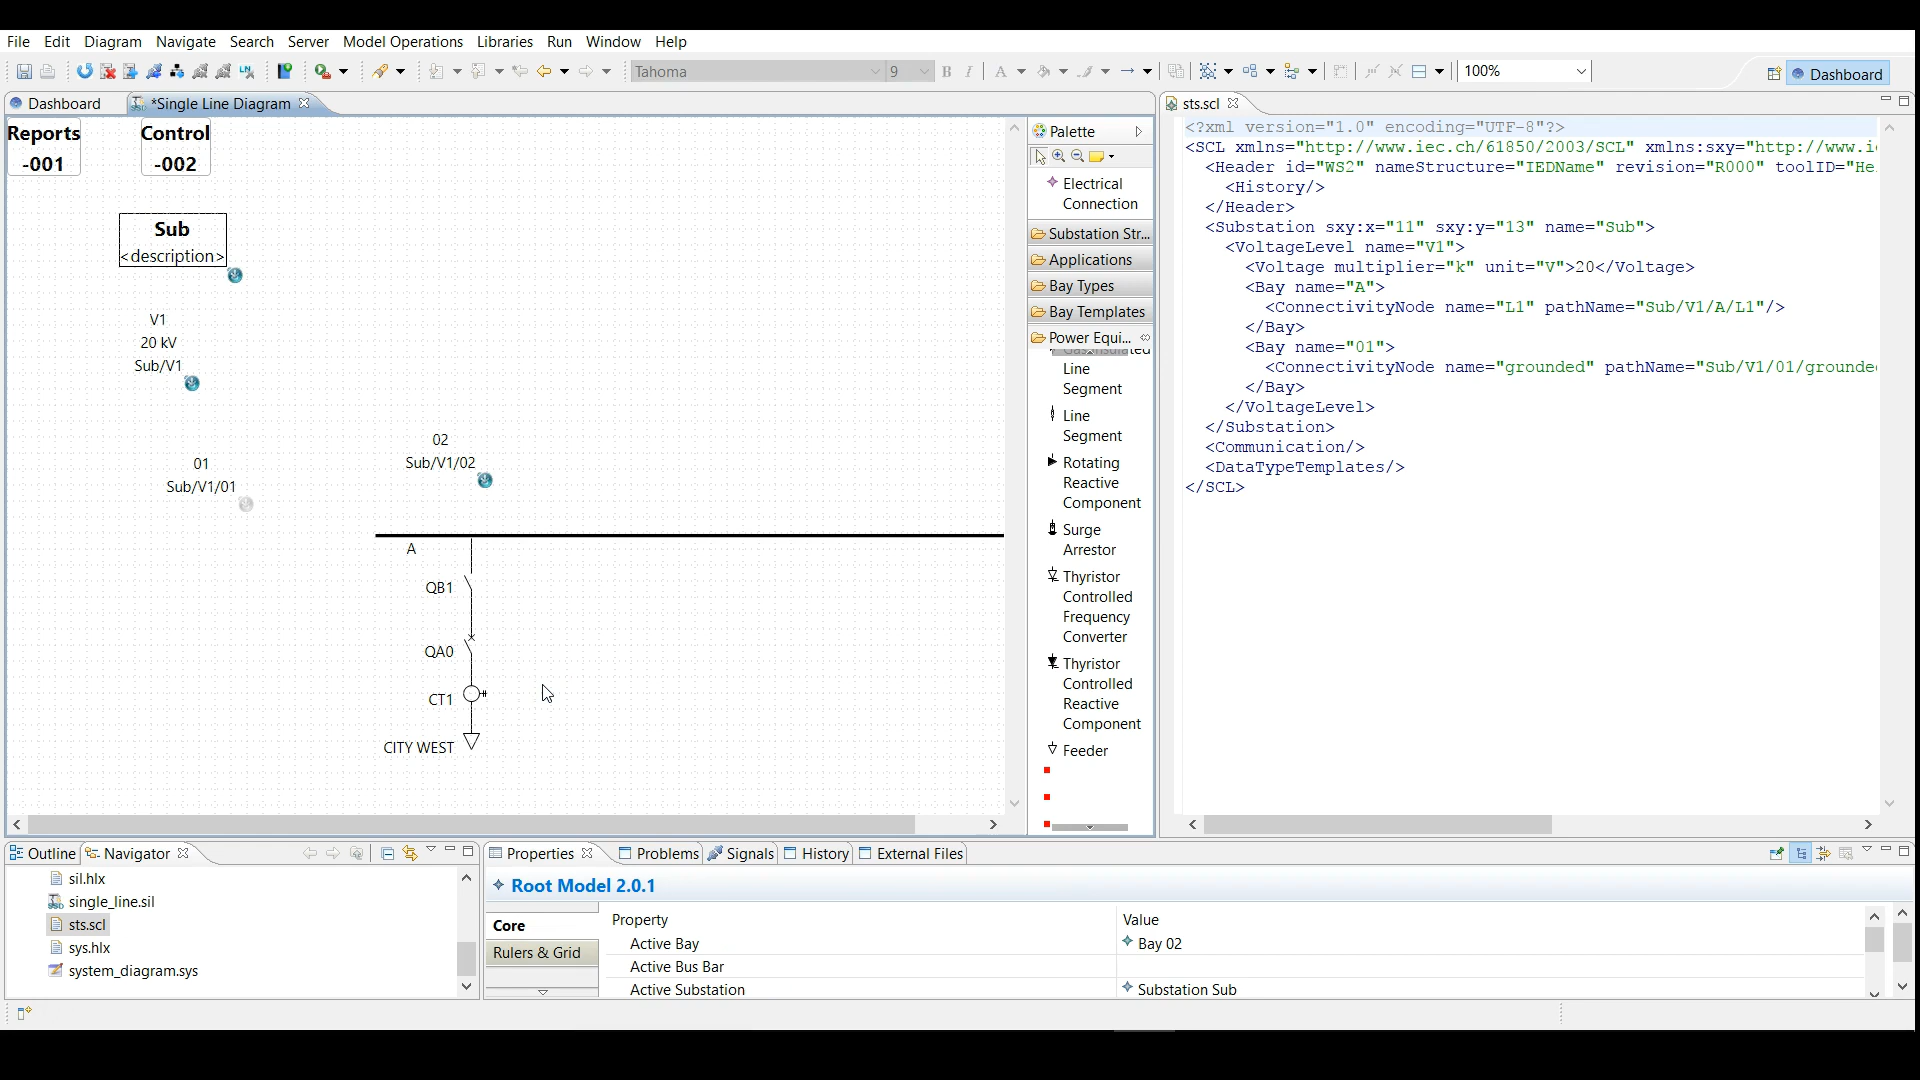 File Edit Diagram Navigate Search Server Model Operations Libraries Run Window Help
Tahoma 9 B I A 100% Dashboard
Dashboard *Single Line Diagram
Reports
-001
Control
-002
Sub
<description>
V1
20 kV
Sub/V1
01
Sub/V1/01
02
Sub/V1/02
A
QB1
QA0
CT1
CITY WEST
Palette
Electrical
Connection
Substation Str...
Applications
Bay Types
Bay Templates
Power Equi...
Line
Segment
Line
Segment
Rotating
Reactive
Component
Surge
Arrestor
Thyristor
Controlled
Frequency
Converter
Thyristor
Controlled
Reactive
Component
Feeder
sts.scl
<?xml version="1.0" encoding="UTF-8"?>
<SCL xmlns="http://www.iec.ch/61850/2003/SCL" xmlns:sxy="http://www.i
<Header id="WS2" nameStructure="IEDName" revision="R000" toolID="He
<History/>
</Header>
<Substation sxy:x="11" sxy:y="13" name="Sub">
<VoltageLevel name="V1">
<Voltage multiplier="k" unit="V">20</Voltage>
<Bay name="A">
<ConnectivityNode name="L1" pathName="Sub/V1/A/L1"/>
</Bay>
<Bay name="01">
<ConnectivityNode name="grounded" pathName="Sub/V1/01/grounde
</Bay>
</VoltageLevel>
</Substation>
<Communication/>
<DataTypeTemplates/>
</SCL>
Outline Navigator
sil.hlx
single_line.sil
sts.scl
sys.hlx
system_diagram.sys
Properties Problems Signals History External Files
Root Model 2.0.1
Core
Rulers & Grid
Property Value
Active Bay Bay 02
Active Bus Bar
Active Substation Substation Sub